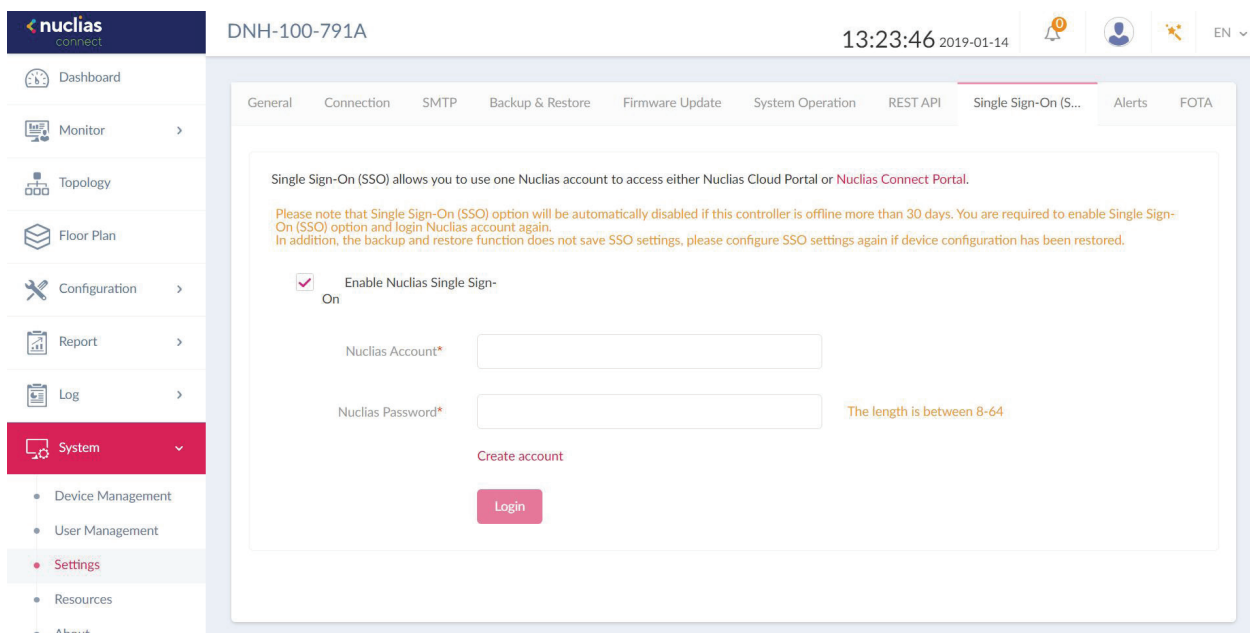 nuclias
connect
DNH-100-791A
13:23:46 2019-01-14
0
EN
Dashboard
Monitor
Topology
Floor Plan
Configuration
Report
Log
System
Device Management
User Management
Settings
Resources
About
General Connection SMTP Backup & Restore Firmware Update System Operation REST API Single Sign-On (S... Alerts FOTA
Single Sign-On (SSO) allows you to use one Nuclias account to access either Nuclias Cloud Portal or Nuclias Connect Portal.
Please note that Single Sign-On (SSO) option will be automatically disabled if this controller is offline more than 30 days. You are required to enable Single Sign-
On (SSO) option and login Nuclias account again.
In addition, the backup and restore function does not save SSO settings, please configure SSO settings again if device configuration has been restored.
Enable Nuclias Single Sign-
On
Nuclias Account*
Nuclias Password*
The length is between 8-64
Create account
Login